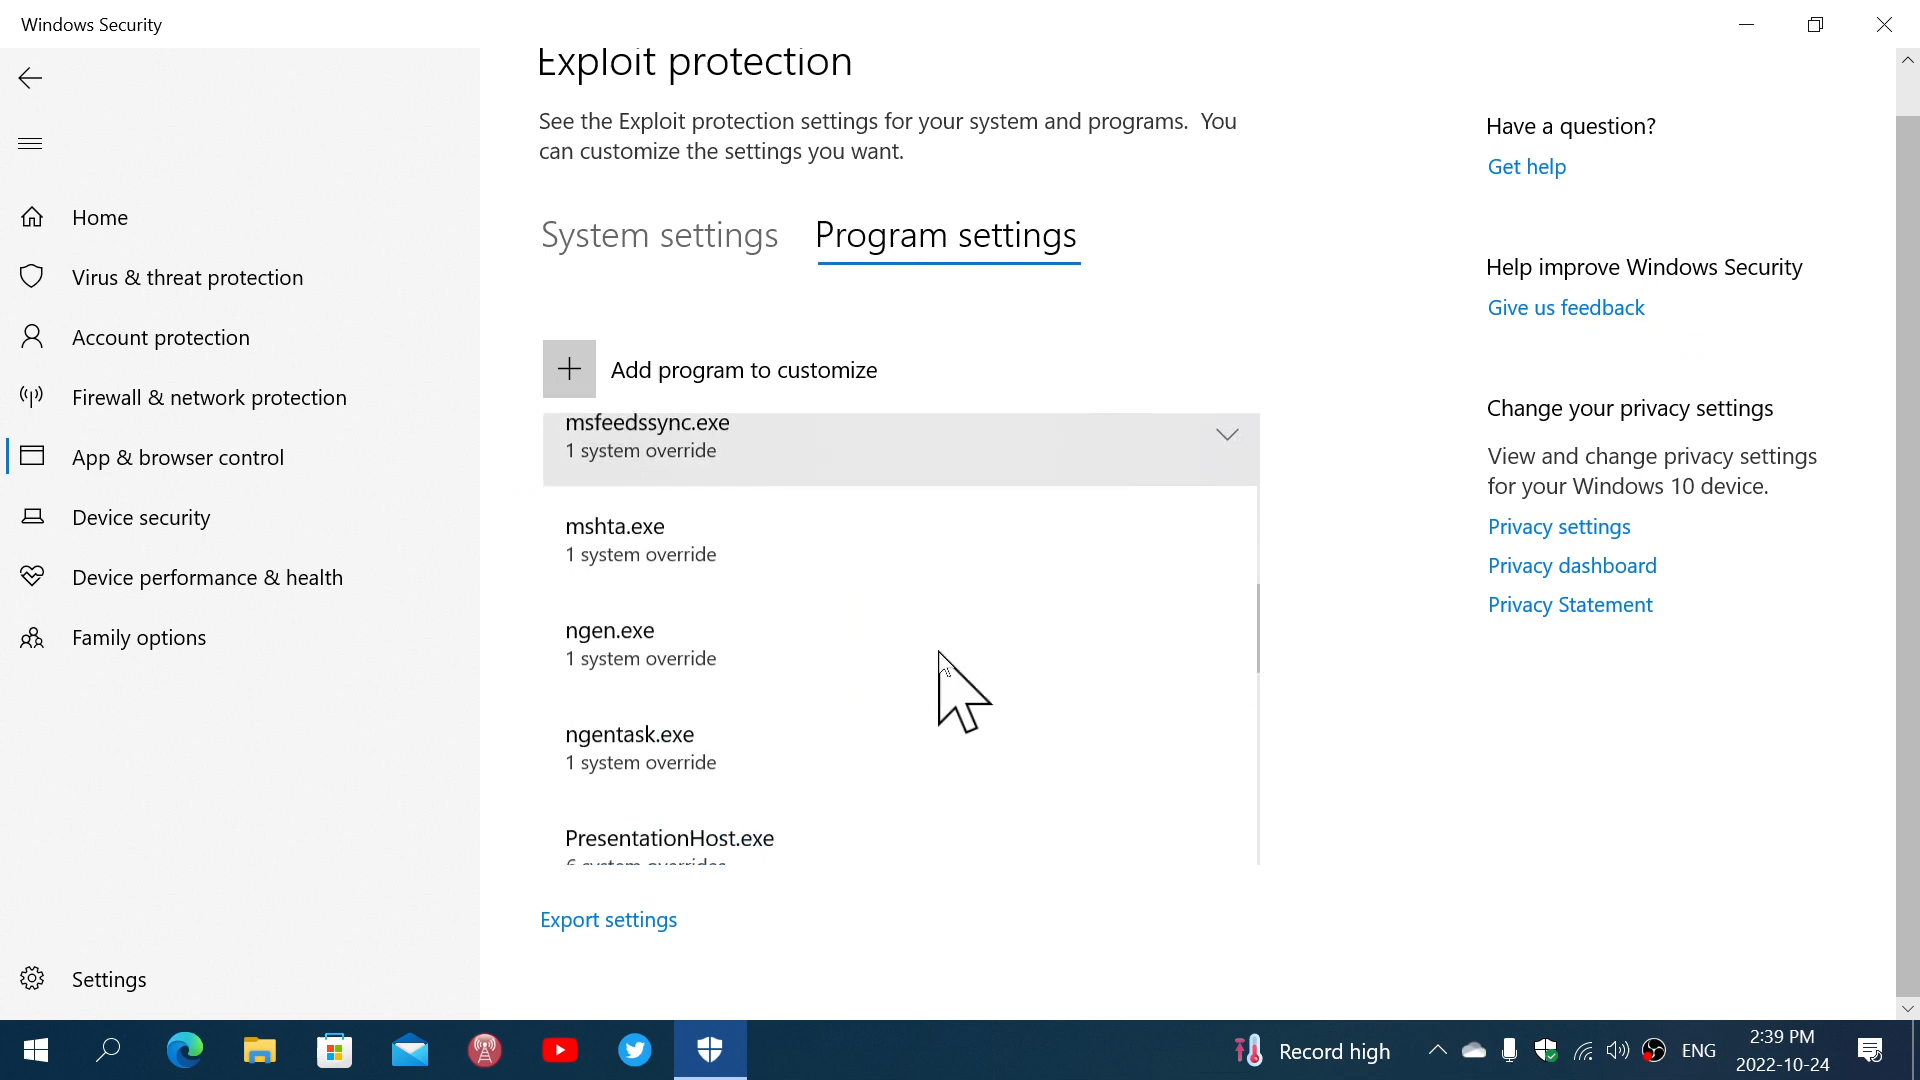 Windows Security
Exploit protection
See the Exploit protection settings for your system and programs. You
can customize the settings you want.
System settings
Program settings
Add program to customize
msfeedssync.exe
1 system override
mshta.exe
1 system override
ngen.exe
1 system override
ngentask.exe
1 system override
PresentationHost.exe
6 system overrides
Export settings
Home
Virus & threat protection
Account protection
Firewall & network protection
App & browser control
Device security
Device performance & health
Family options
Settings
Have a question?
Get help
Help improve Windows Security
Give us feedback
Change your privacy settings
View and change privacy settings
for your Windows 10 device.
Privacy settings
Privacy dashboard
Privacy Statement
Record high
ENG
2:39 PM
2022-10-24